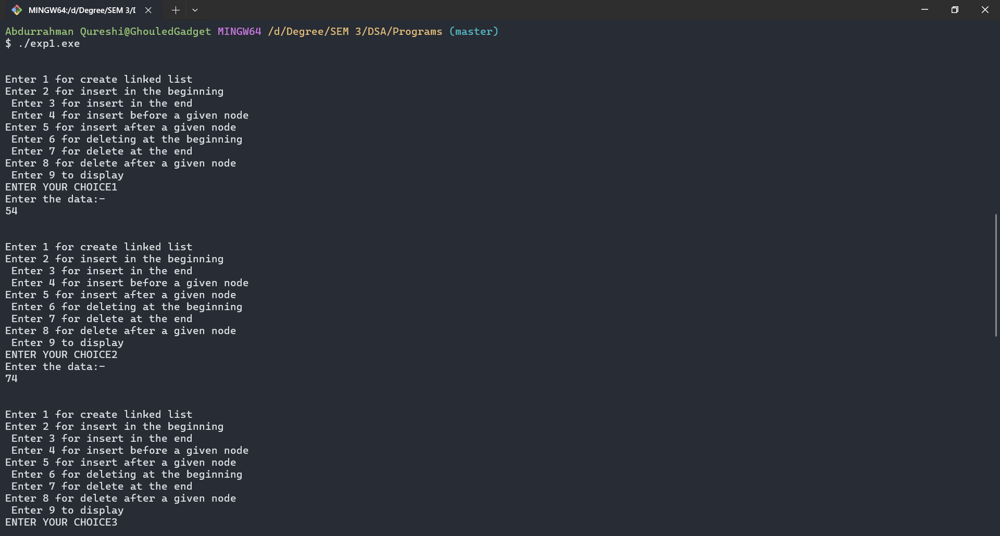 MINGW64:/d/Degree/SEM 3/D
Abdurrahman Qureshi@GhouledGadget MINGW64 /d/Degree/SEM 3/DSA/Programs (master)
$ ./exp1.exe
Enter 1 for create linked list
Enter 2 for insert in the beginning
 Enter 3 for insert in the end
 Enter 4 for insert before a given node
Enter 5 for insert after a given node
 Enter 6 for deleting at the beginning
 Enter 7 for delete at the end
Enter 8 for delete after a given node
 Enter 9 to display
ENTER YOUR CHOICE1
Enter the data:-
54
Enter 1 for create linked list
Enter 2 for insert in the beginning
 Enter 3 for insert in the end
 Enter 4 for insert before a given node
Enter 5 for insert after a given node
 Enter 6 for deleting at the beginning
 Enter 7 for delete at the end
Enter 8 for delete after a given node
 Enter 9 to display
ENTER YOUR CHOICE2
Enter the data:-
74
Enter 1 for create linked list
Enter 2 for insert in the beginning
 Enter 3 for insert in the end
 Enter 4 for insert before a given node
Enter 5 for insert after a given node
 Enter 6 for deleting at the beginning
 Enter 7 for delete at the end
Enter 8 for delete after a given node
 Enter 9 to display
ENTER YOUR CHOICE3